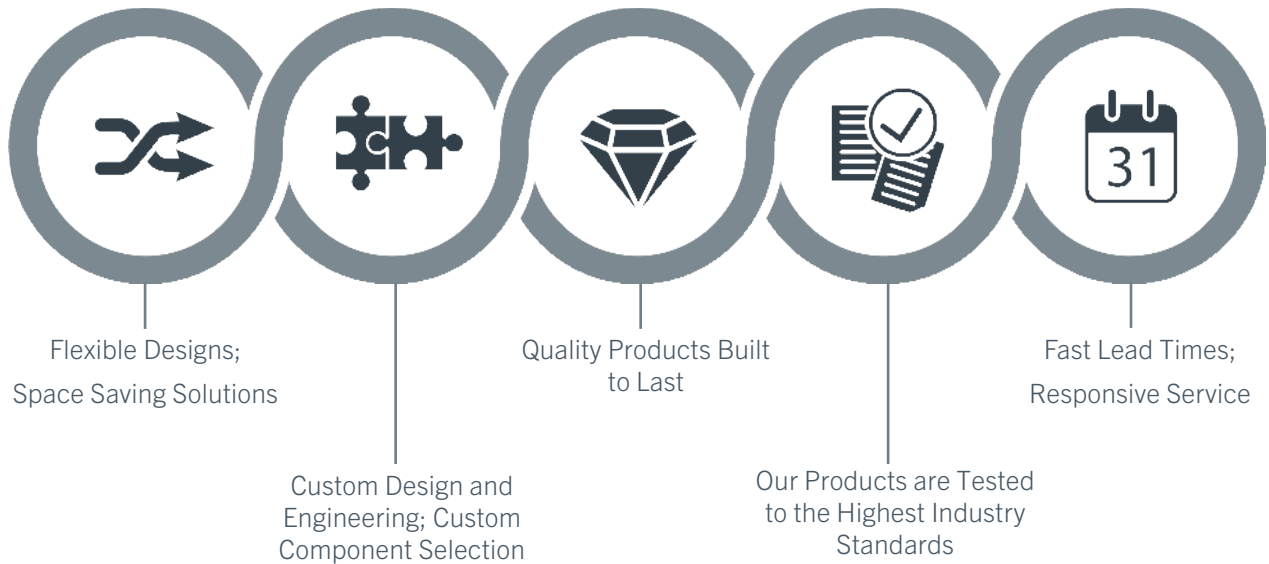 31
Flexible Designs;
Space Saving Solutions
Custom Design and
Engineering; Custom
Component Selection
Quality Products Built
to Last
Our Products are Tested
to the Highest Industry
Standards
Fast Lead Times;
Responsive Service